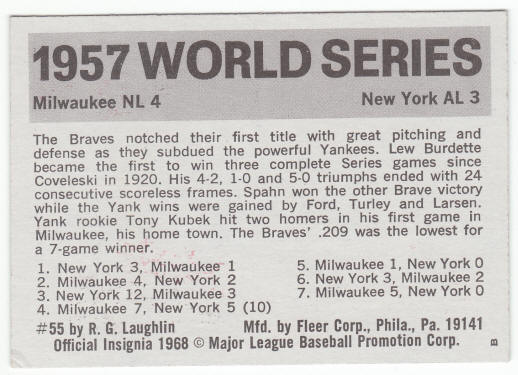 1957 WORLD SERIES
Milwaukee NL 4 New York AL 3
The Braves notched their first title with great pitching and
defense as they subdued the powerful Yankees. Lew Burdette
became the first to win three complete Series games since
Coveleski in 1920. His 4-2, 1-0 and 5-0 triumphs ended with 24
consecutive scoreless frames. Spahn won the other Brave victory
while the Yank wins were gained by Ford, Turley and Larsen.
Yank rookie Tony Kubek hit two homers in his first game in
Milwaukee, his home town. The Braves' .209 was the lowest for
a 7-game winner.
1. New York 3, Milwaukee 1
2. Milwaukee 4, New York 2
3. New York 12, Milwaukee 3
4. Milwaukee 7, New York 5 (10)
5. Milwaukee 1, New York 0
6. New York 3, Milwaukee 2
7. Milwaukee 5, New York 0
#55 by R. G. Laughlin Mfd. by Fleer Corp., Phila., Pa. 19141
Official Insignia 1968 © Major League Baseball Promotion Corp. B